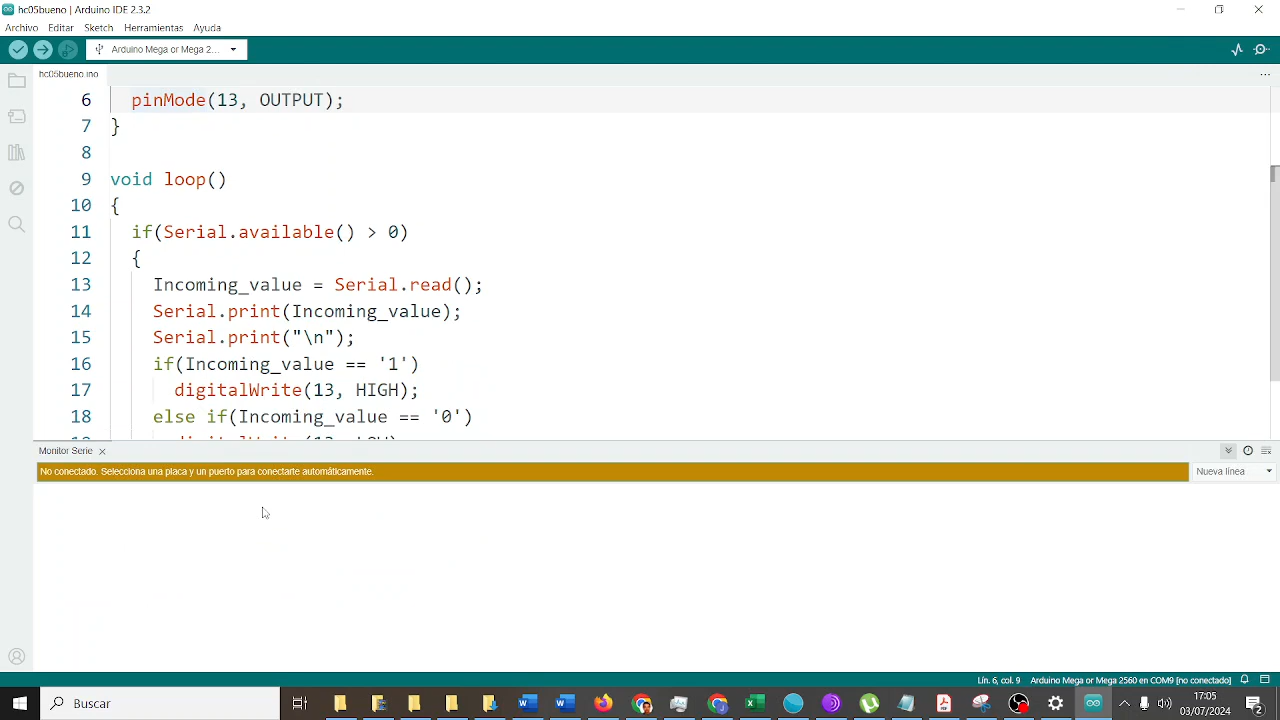 hc05bueno | Arduino IDE 2.3.2
Archivo Editar Sketch Herramientas Ayuda
Arduino Mega or Mega 2...
hc05bueno.ino
6 pinMode(13, OUTPUT);
7 }
8
9 void loop()
10 {
11 if(Serial.available() > 0)
12 {
13 Incoming_value = Serial.read();
14 Serial.print(Incoming_value);
15 Serial.print("\n");
16 if(Incoming_value == '1')
17 digitalWrite(13, HIGH);
18 else if(Incoming_value == '0')
Monitor Serie
No conectado. Selecciona una placa y un puerto para conectarte automáticamente.
Nueva línea
Lín. 6, col. 9 Arduino Mega or Mega 2560 en COM9 [no conectado]
Buscar
17:05
03/07/2024